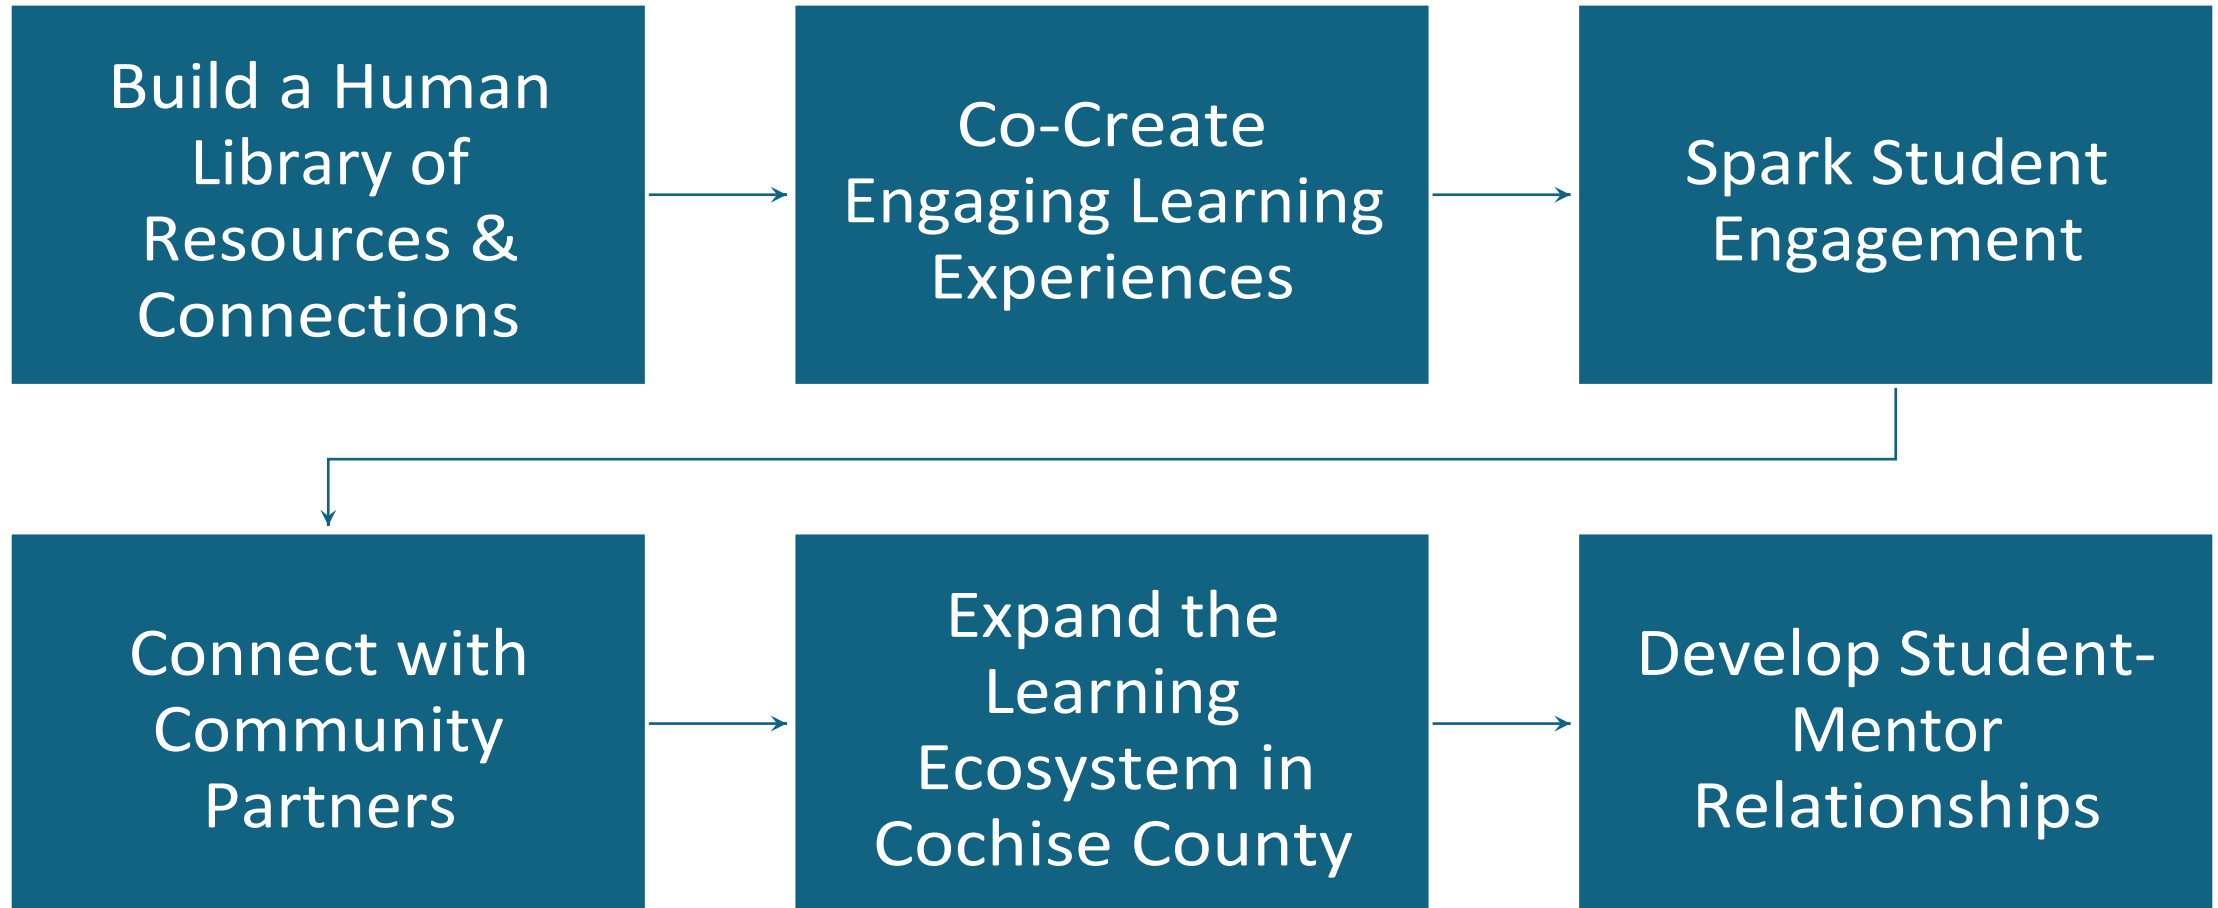 Build a Human
Library of
Resources &
Connections
Co-Create
Engaging Learning
Experiences
Spark Student
Engagement
Connect with
Community
Partners
Expand the
Learning
Ecosystem in
Cochise County
Develop Student-
Mentor
Relationships